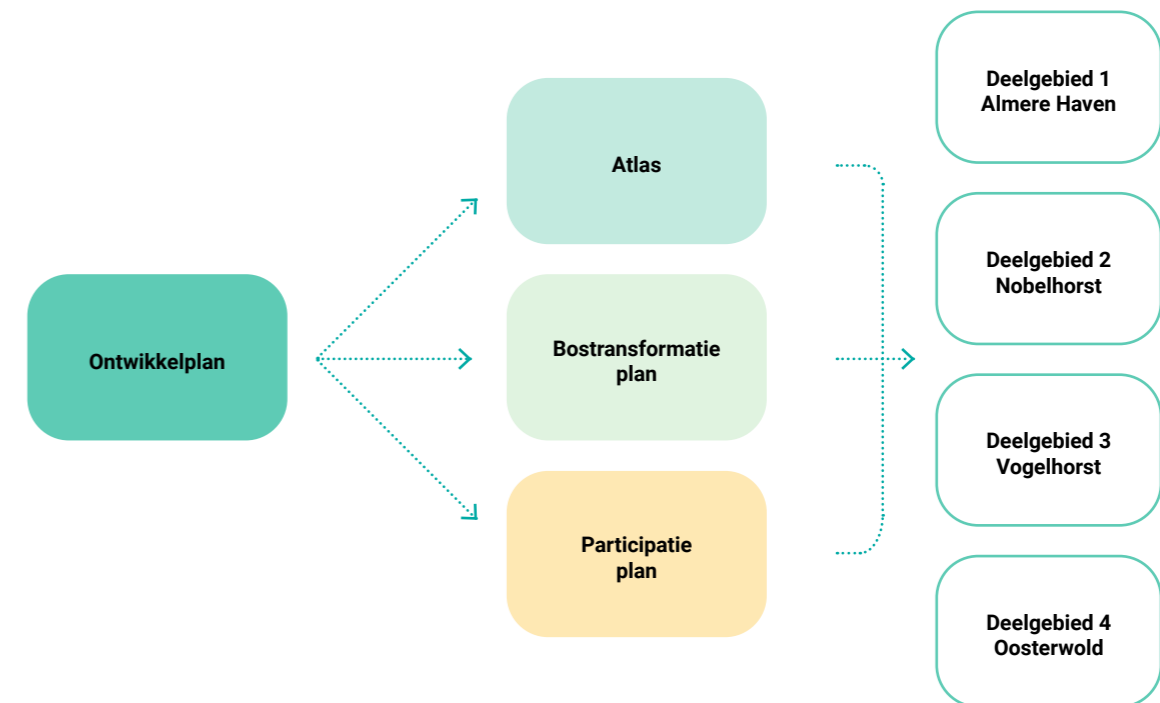 Ontwikkelplan
Atlas
Bostransformatie
plan
Participatie
plan
Deelgebied 1
Almere Haven
Deelgebied 2
Nobelhorst
Deelgebied 3
Vogelhorst
Deelgebied 4
Oosterwold